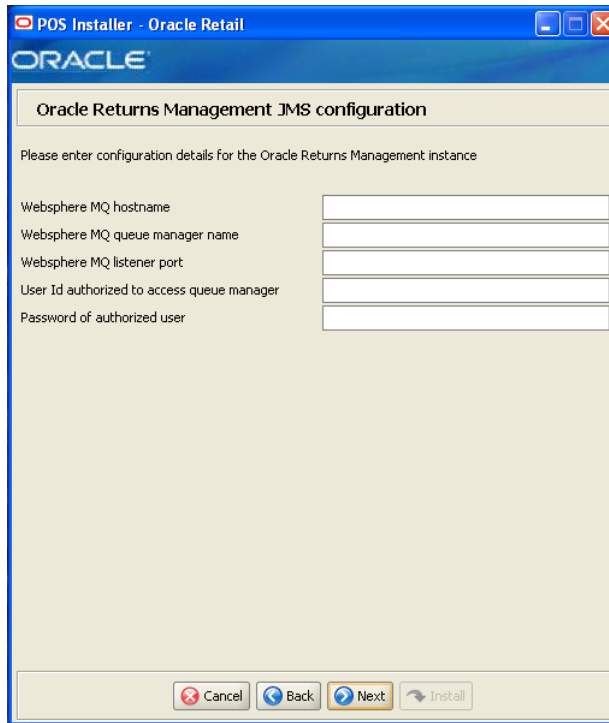 POS Installer - Oracle Retail
ORACLE
Oracle Returns Management JMS configuration
Please enter configuration details for the Oracle Returns Management instance
Websphere MQ hostname
Websphere MQ queue manager name
Websphere MQ listener port
User Id authorized to access queue manager
Password of authorized user
Cancel Back Next Install